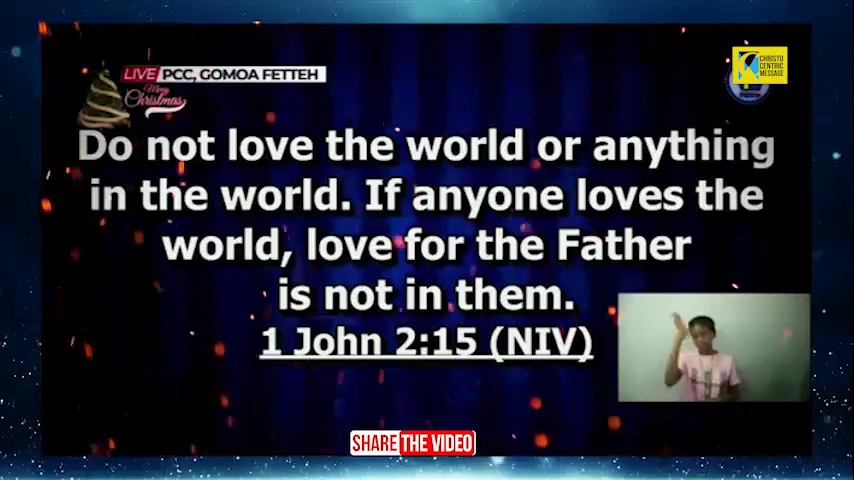 LIVE PCC, GOMOA FETTEH
Merry
Christmas
CHRISTO
CENTRIC
MESSAGE
Do not love the world or anything
in the world. If anyone loves the
world, love for the Father
is not in them.
1 John 2:15 (NIV)
SHARE THE VIDEO